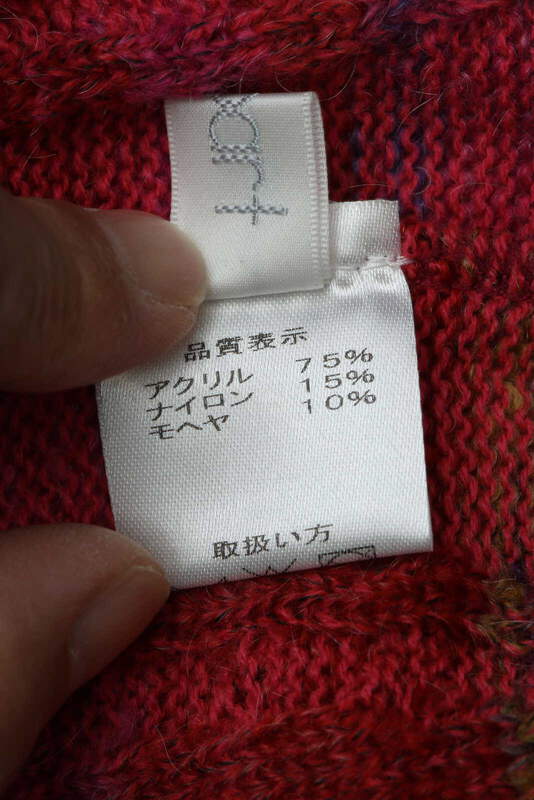 art
品質表示
アクリル 75%
ナイロン 15%
モヘヤ 10%
取扱い方